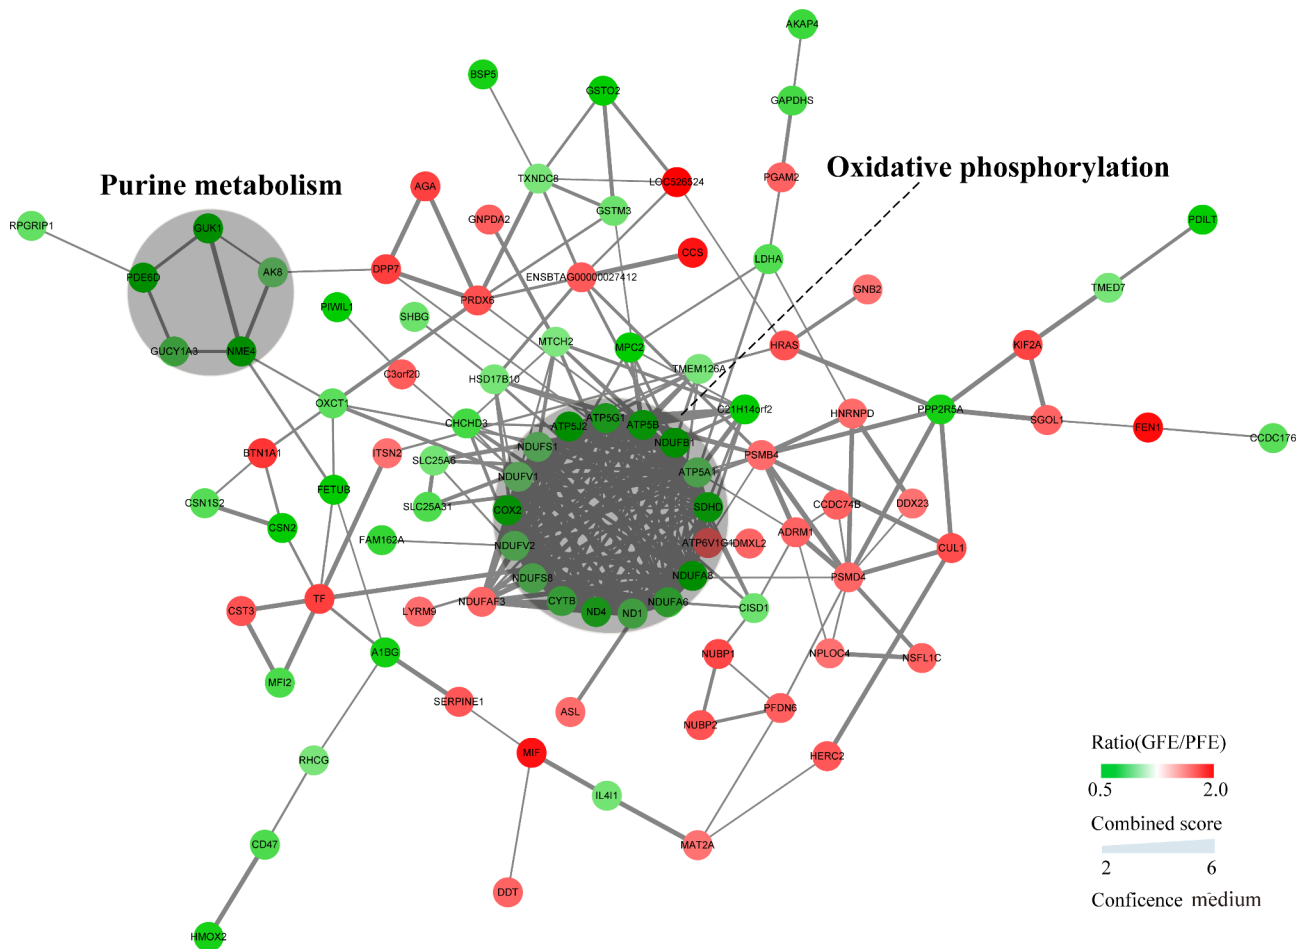 AKAP4
BSP5
GSTO2
GAPDHS
Purine metabolism
Oxidative phosphorylation
TXNDC8
LOC526524
PGAM2
AGA
GNPDA2
GSTM3
RPGRIP1
GUK1
PDILT
PDE6D
AK8
DPP7
ENSBTAG00000027412
CCS
LDHA
TMED7
GNB2
PRDX6
PIWIL1
SHBG
GUCY1A3
NME4
MTCH2
MPC2
HRAS
KIF2A
C3orf20
HSD17B10
TMEM126A
OXCT1
C21H14orf2
HNRNPD
PPP2R5A
SGOL1
FEN1
CCDC176
CHCHD3
ATP5J2
ATP5G1
ATP5B
NDUFB1
BTN1A1
ITSN2
SLC25A6
NDUFS1
PSMB4
NDUFV1
ATP5A1
CSN1S2
FETUB
SLC25A31
COX2
SDHD
CCDC74B
DDX23
CSN2
FAM162A
NDUFV2
ATP6V1G1
DMXL2
ADRM1
CUL1
NDUFS8
NDUFA8
PSMD4
CST3
TF
LYRM9
NDUFAF3
CYTB
ND4
ND1
NDUFA6
CISD1
A1BG
NUBP1
NPLOC4
NSFL1C
MFI2
SERPINE1
ASL
NUBP2
PFDN6
RHCG
MIF
HERC2
Ratio(GFE/PFE)
0.5
2.0
IL4I1
Combined score
CD47
MAT2A
2
6
DDT
Conficence medium
HMOX2